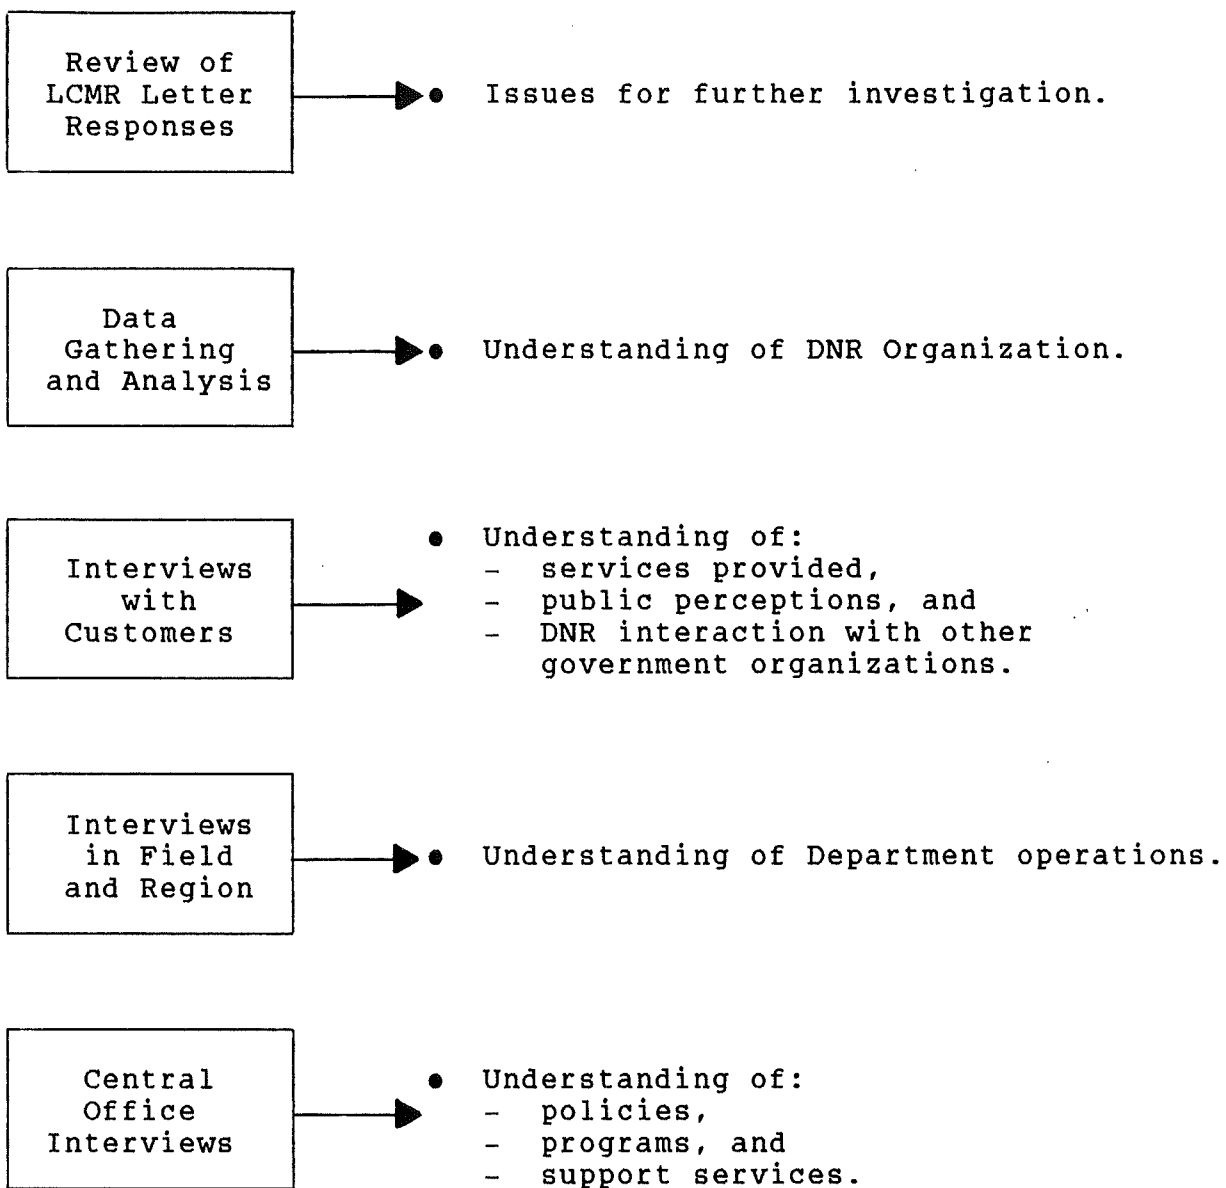 Review of
LCMR Letter
Responses
• Issues for further investigation.
Data
Gathering
and Analysis
• Understanding of DNR Organization.
Interviews
with
Customers
• Understanding of:
– services provided,
– public perceptions, and
– DNR interaction with other
government organizations.
Interviews
in Field
and Region
• Understanding of Department operations.
Central
Office
Interviews
• Understanding of:
– policies,
– programs, and
– support services.